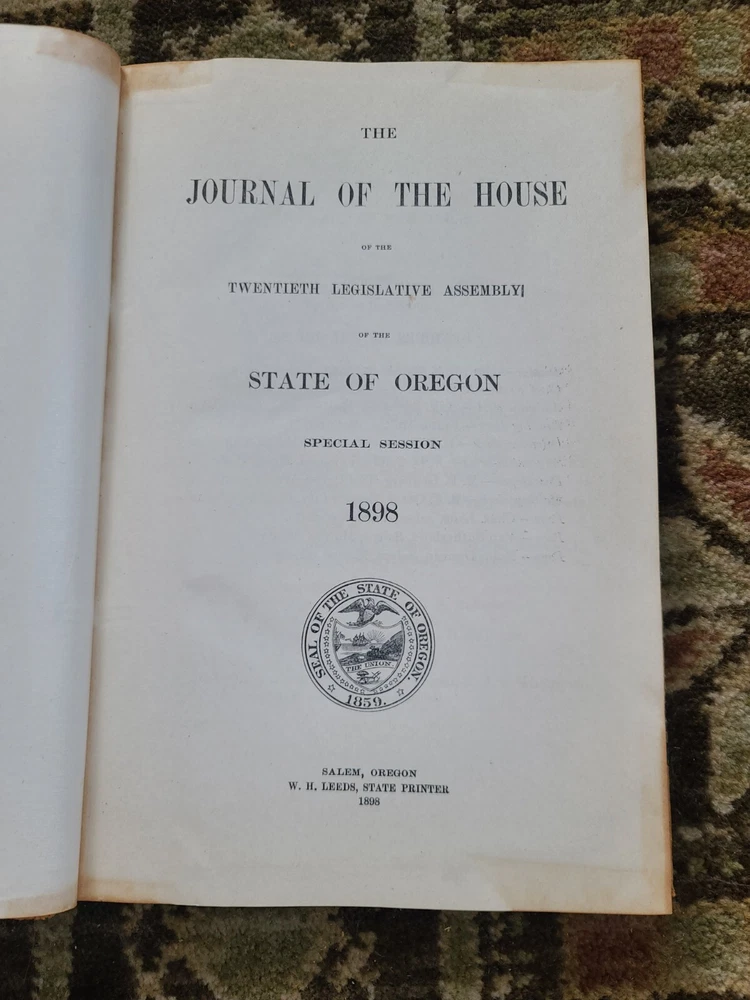 THE
JOURNAL OF THE HOUSE
OF THE
TWENTIETH LEGISLATIVE ASSEMBLY
OF THE
STATE OF OREGON
SPECIAL SESSION
1898
SEAL OF THE STATE OF OREGON
THE UNION
1859.
SALEM, OREGON
W. H. LEEDS, STATE PRINTER
1898